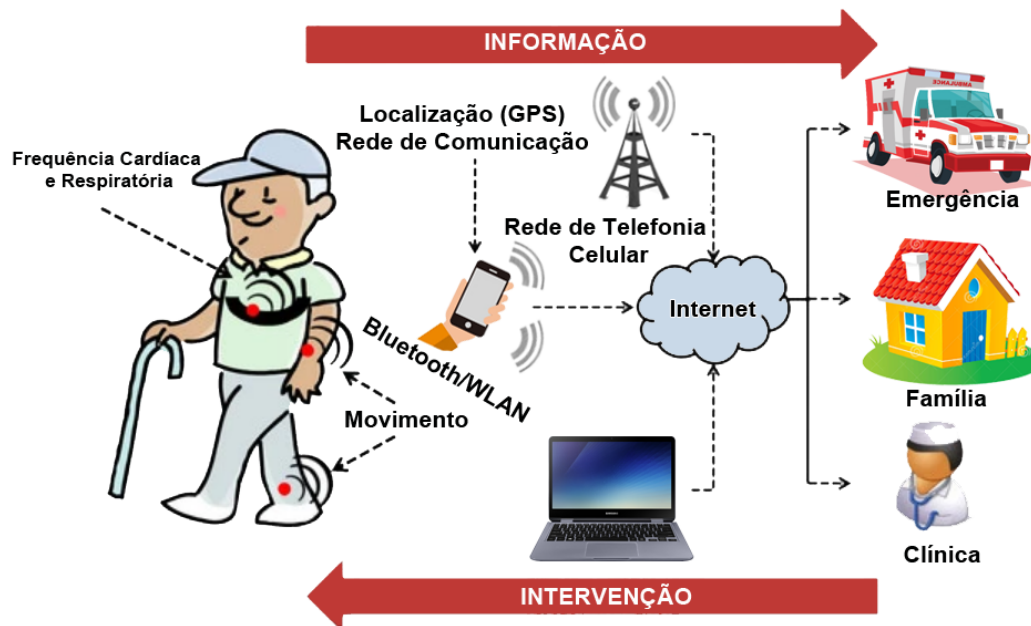 INFORMAÇÃO
Localização (GPS)
Rede de Comunicação
Frequência Cardíaca
e Respiratória
AMBULANCE
Emergência
Rede de Telefonia
Celular
Internet
Bluetooth/WLAN
Família
Movimento
Clínica
INTERVENÇÃO